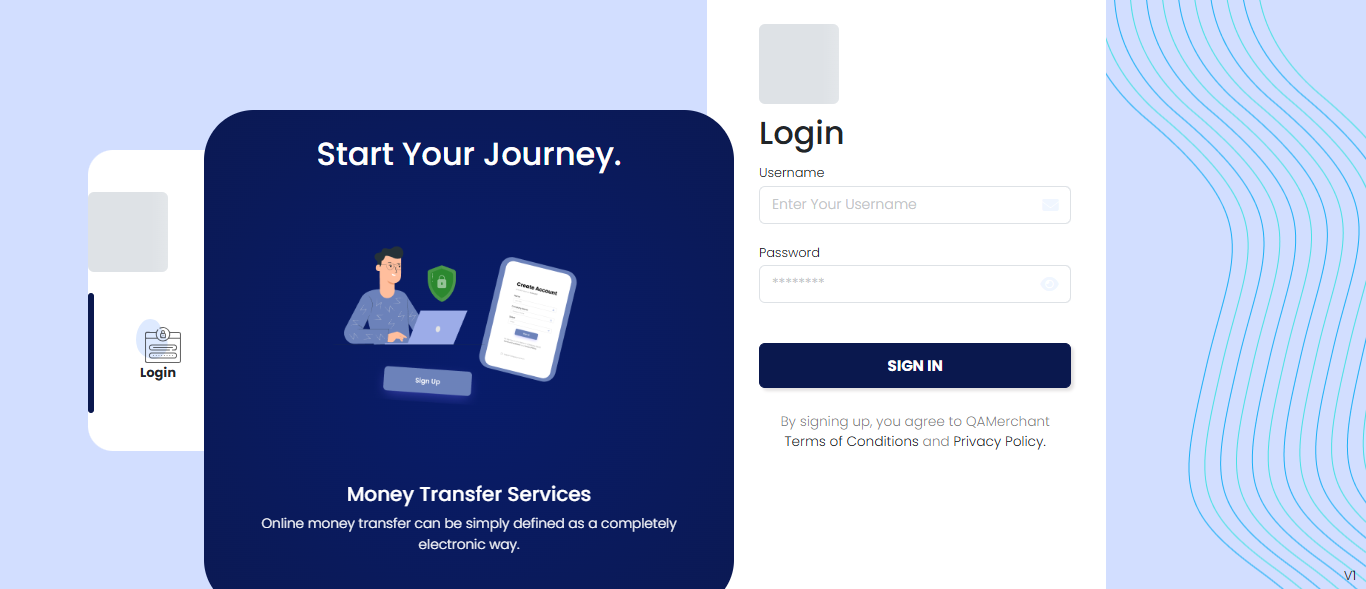 Login
Start Your Journey.
Create Account
Sign Up
Money Transfer Services
Online money transfer can be simply defined as a completely
electronic way.
Login
Username
Enter Your Username
Password
********
SIGN IN
By signing up, you agree to QAMerchant
Terms of Conditions and Privacy Policy.
V1